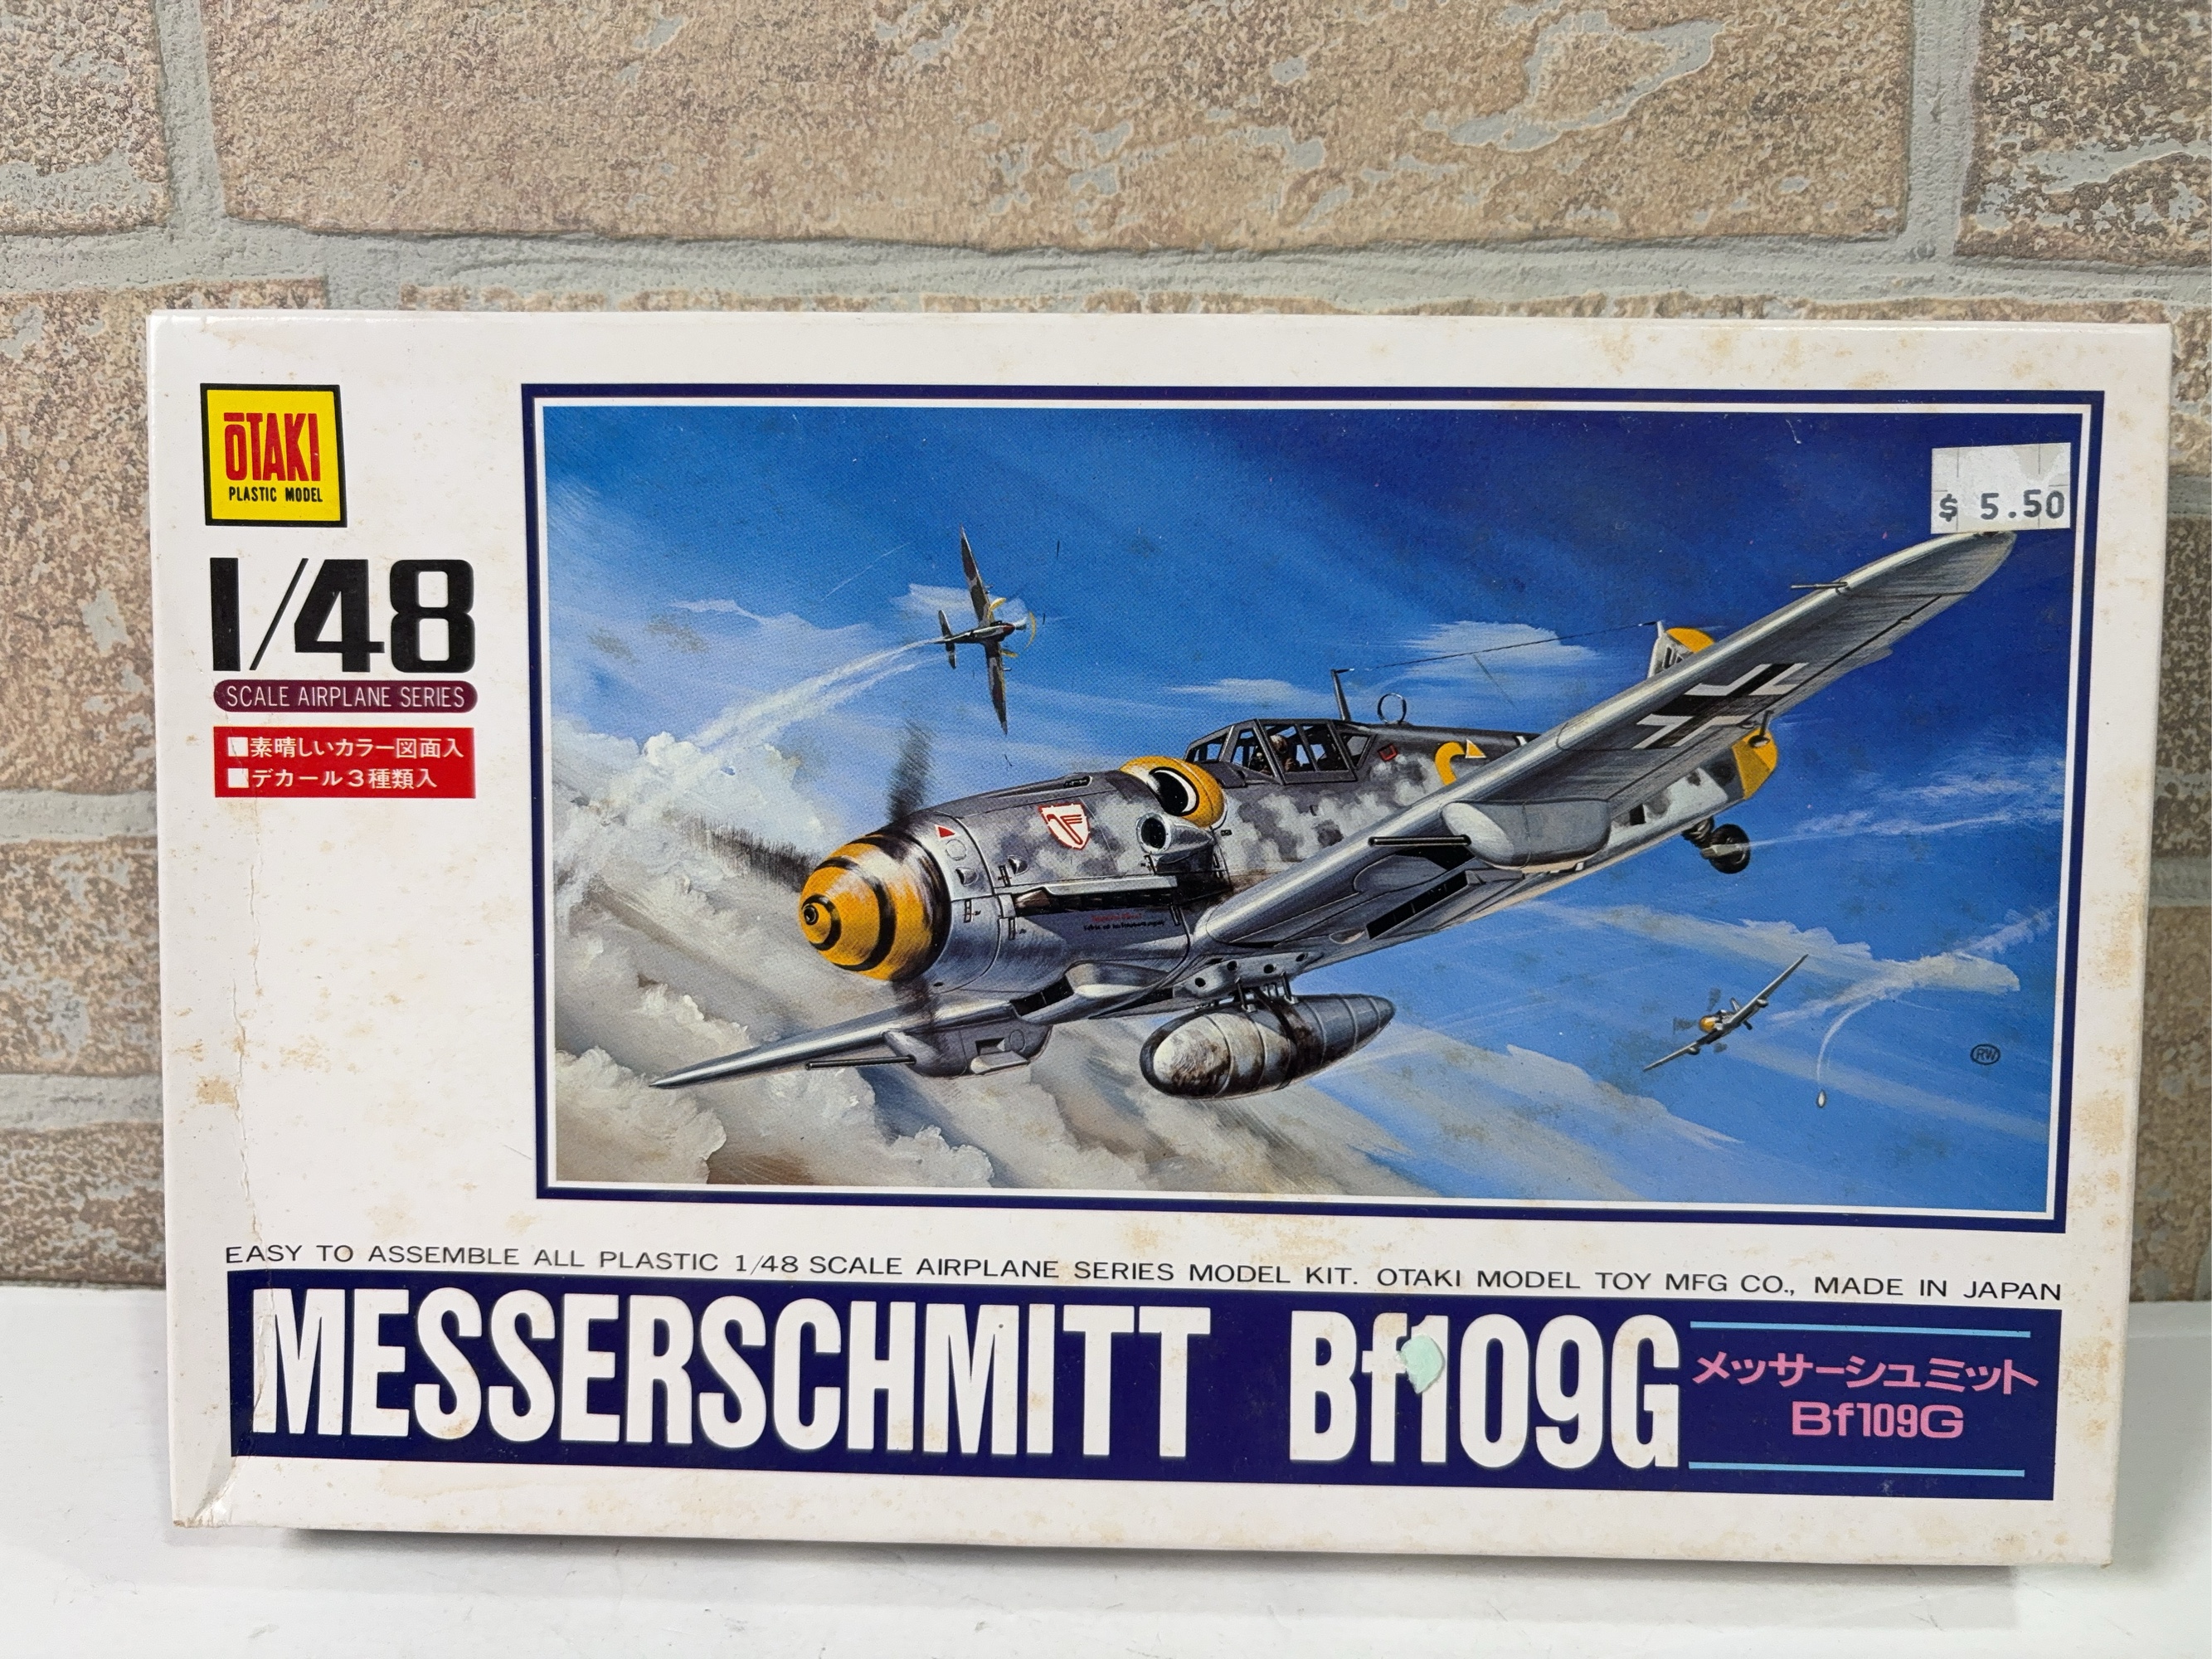 ŌTAKI
PLASTIC MODEL
1/48
SCALE AIRPLANE SERIES
■素晴しいカラー図面入
■デカール3種類入
$ 5.50
RW
EASY TO ASSEMBLE ALL PLASTIC 1/48 SCALE AIRPLANE SERIES MODEL KIT. OTAKI MODEL TOY MFG CO., MADE IN JAPAN
MESSERSCHMITT Bf109G
メッサーシュミット
Bf109G